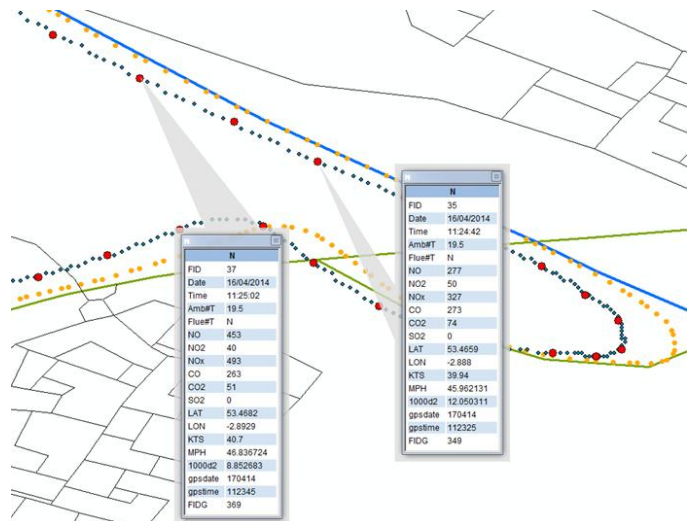 N
FID 37
Date 16/04/2014
Time 11:25:02
Amb#T 19.5
Flue#T N
NO 453
NO2 40
NOx 493
CO 263
CO2 51
SO2 0
LAT 53.4682
LON -2.8929
KTS 40.7
MPH 46.836724
1000d2 8.852683
gpsdate 170414
gpstime 112345
FIDG 369
N
FID 35
Date 16/04/2014
Time 11:24:42
Amb#T 19.5
Flue#T N
NO 277
NO2 50
NOx 327
CO 273
CO2 74
SO2 0
LAT 53.4659
LON -2.888
KTS 39.94
MPH 45.962131
1000d2 12.050311
gpsdate 170414
gpstime 112325
FIDG 349